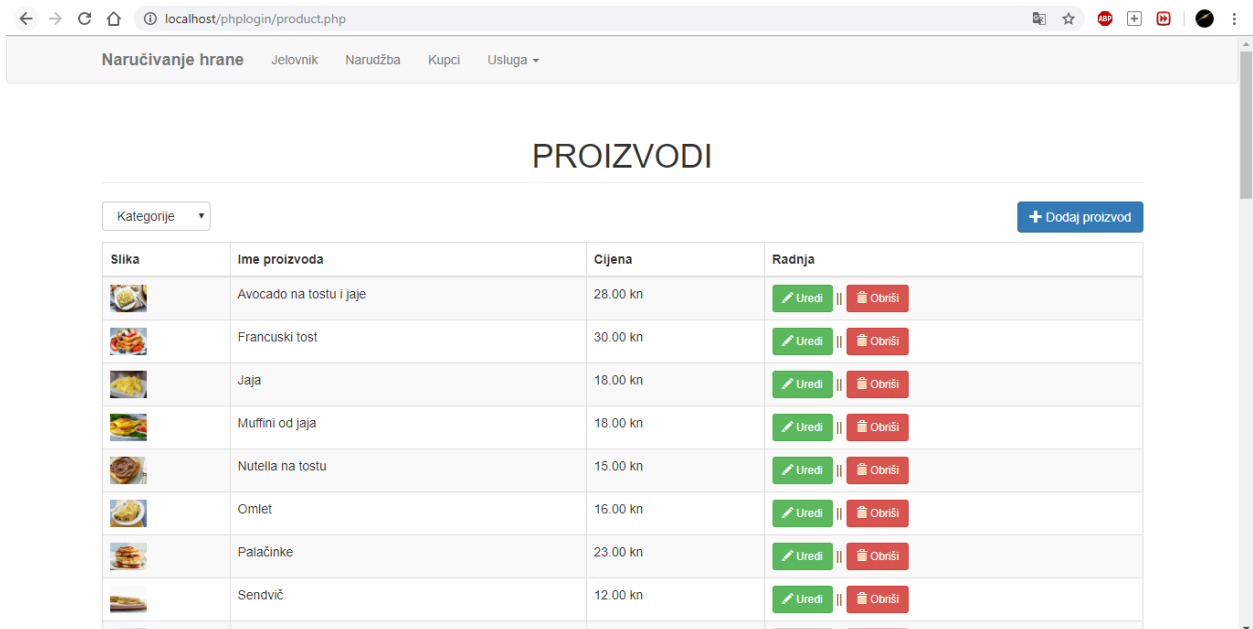 localhost/phplogin/product.php
ABP
Naručivanje hrane Jelovnik Narudžba Kupci Usluga
PROIZVODI
Kategorije Dodaj proizvod
Slika Ime proizvoda Cijena Radnja
Avocado na tostu i jaje 28.00 kn Uredi || Obriši
Francuski tost 30.00 kn Uredi || Obriši
Jaja 18.00 kn Uredi || Obriši
Muffini od jaja 18.00 kn Uredi || Obriši
Nutella na tostu 15.00 kn Uredi || Obriši
Omlet 16.00 kn Uredi || Obriši
Palačinke 23.00 kn Uredi || Obriši
Sendvič 12.00 kn Uredi || Obriši